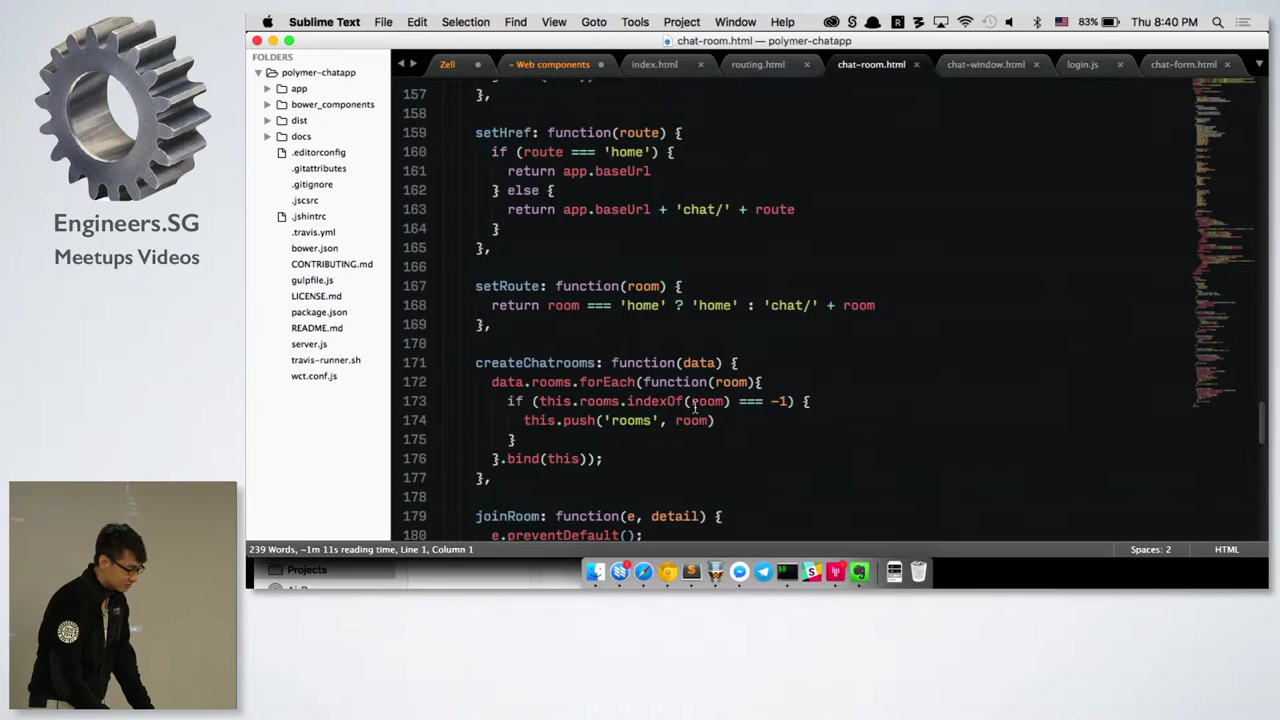 Sublime Text File Edit Selection Find View Goto Tools Project Window Help 83% Thu 8:40 PM
chat-room.html — polymer-chatapp
FOLDERS
polymer-chatapp
app
bower_components
dist
docs
.editorconfig
.gitattributes
.gitignore
.jscsrc
.jshintrc
.travis.yml
bower.json
CONTRIBUTING.md
gulpfile.js
LICENSE.md
package.json
README.md
server.js
travis-runner.sh
wct.conf.js
Zell ~ Web components index.html routing.html chat-room.html chat-window.html login.js chat-form.html
157 },
158
159 setHref: function(route) {
160 if (route === 'home') {
161 return app.baseUrl
162 } else {
163 return app.baseUrl + 'chat/' + route
164 }
165 },
166
167 setRoute: function(room) {
168 return room === 'home' ? 'home' : 'chat/' + room
169 },
170
171 createChatrooms: function(data) {
172 data.rooms.forEach(function(room){
173 if (this.rooms.indexOf(room) === -1) {
174 this.push('rooms', room)
175 }
176 }.bind(this));
177 },
178
179 joinRoom: function(e, detail) {
180 e.preventDefault();
239 Words, ~1m 11s reading time, Line 1, Column 1 Spaces: 2 HTML
Projects
Engineers.SG
Meetups Videos